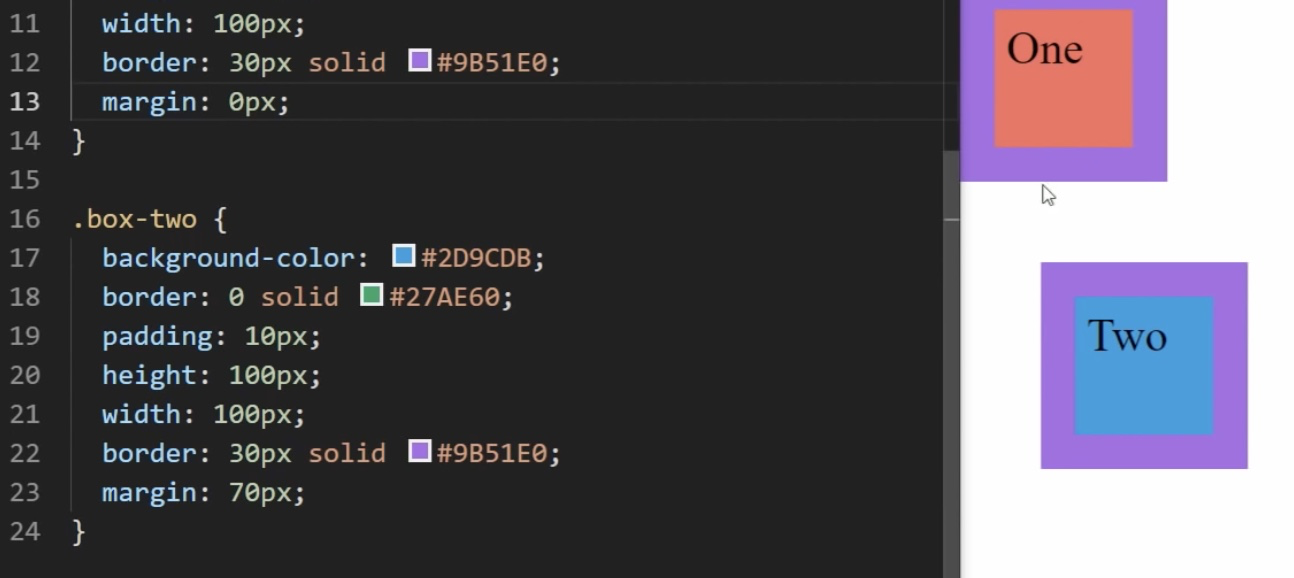 11 width: 100px;
12 border: 30px solid #9B51E0;
13 margin: 0px;
14 }
15
16 .box-two {
17 background-color: #2D9CDB;
18 border: 0 solid #27AE60;
19 padding: 10px;
20 height: 100px;
21 width: 100px;
22 border: 30px solid #9B51E0;
23 margin: 70px;
24 }
One
Two